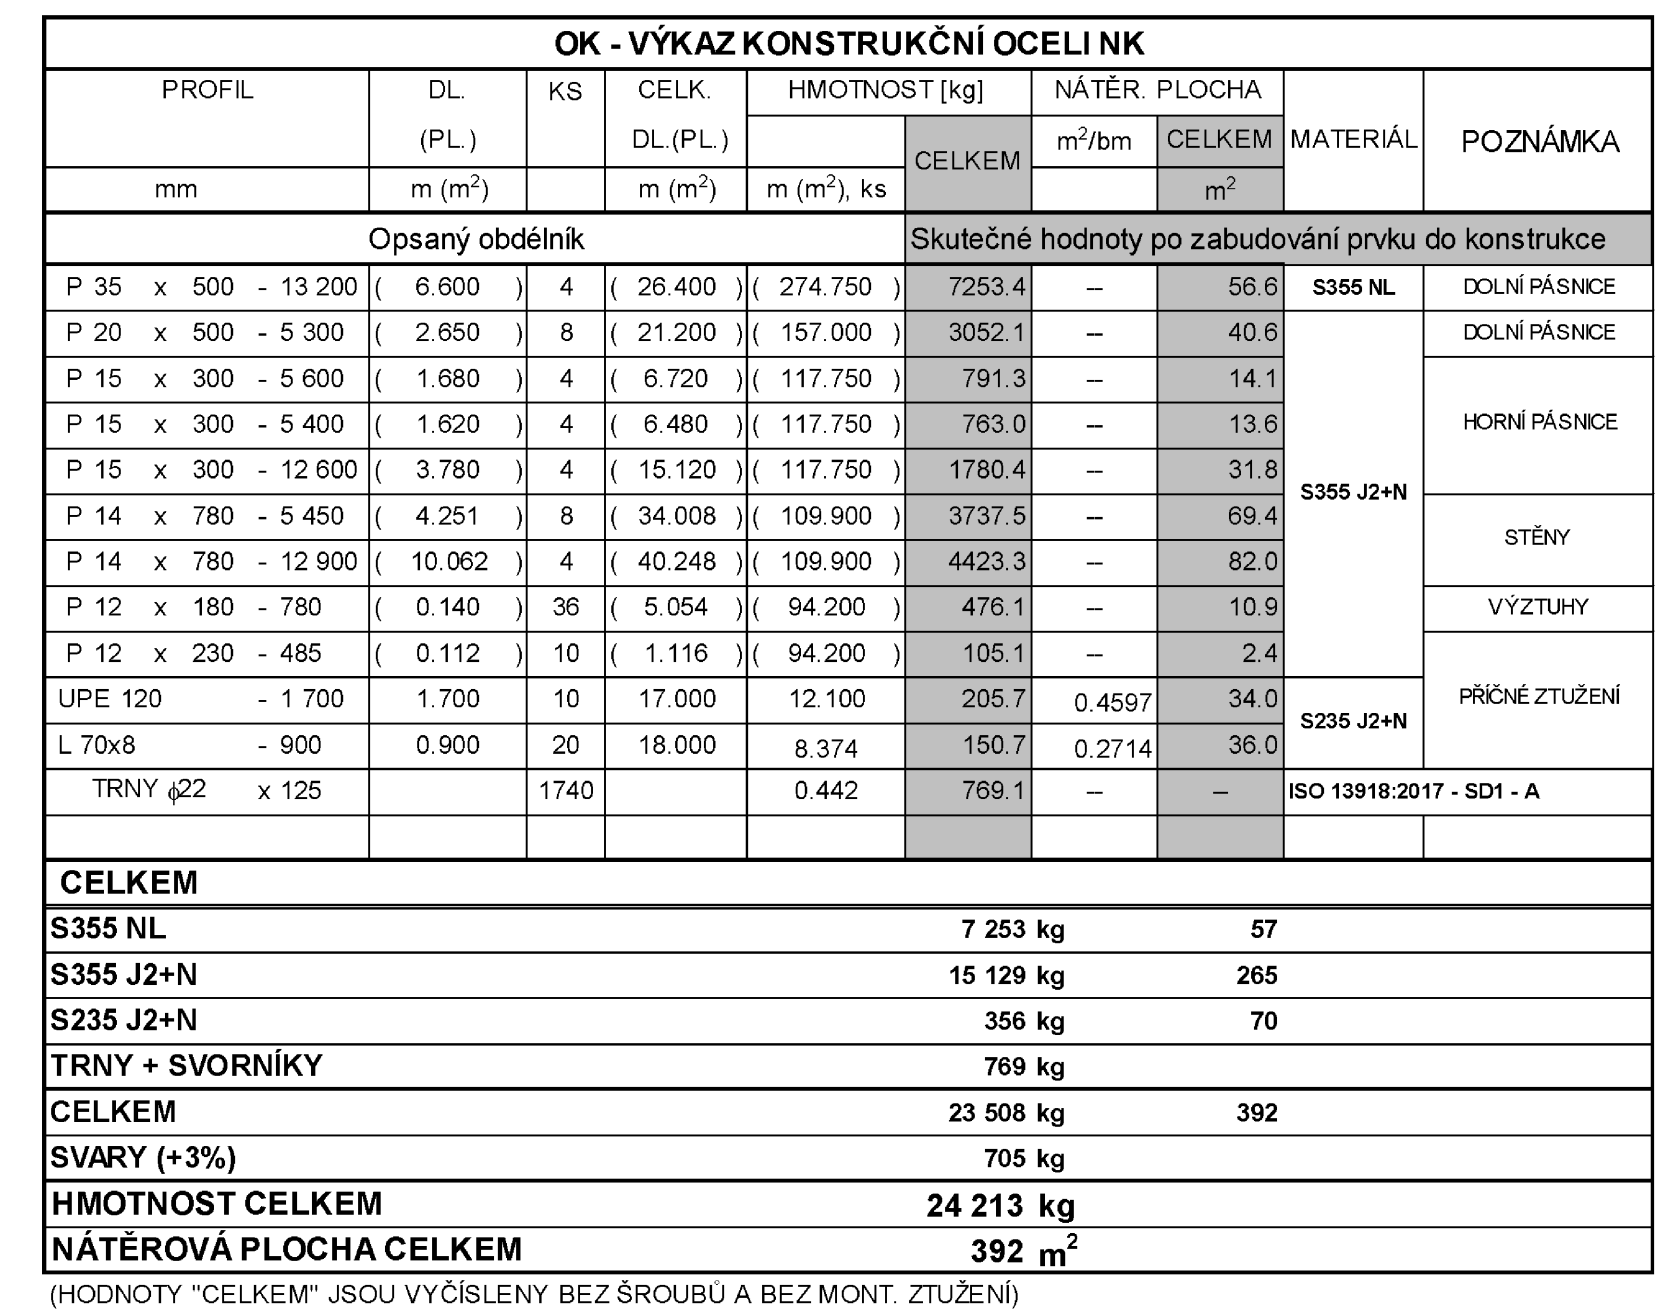 OK - VÝKAZ KONSTRUKČNÍ OCELI NK
PROFIL DL. KS CELK. HMOTNOST [kg] NÁTĚR. PLOCHA
(PL.) DL.(PL.) CELKEM m²/bm CELKEM MATERIÁL POZNÁMKA
mm m (m²) m (m²) m (m²), ks m²
Opsaný obdélník Skutečné hodnoty po zabudování prvku do konstrukce
P 35 x 500 - 13 200 ( 6.600 ) 4 ( 26.400 ) ( 274.750 ) 7253.4 -- 56.6 S355 NL DOLNÍ PÁSNICE
P 20 x 500 - 5 300 ( 2.650 ) 8 ( 21.200 ) ( 157.000 ) 3052.1 -- 40.6 DOLNÍ PÁSNICE
P 15 x 300 - 5 600 ( 1.680 ) 4 ( 6.720 ) ( 117.750 ) 791.3 -- 14.1
P 15 x 300 - 5 400 ( 1.620 ) 4 ( 6.480 ) ( 117.750 ) 763.0 -- 13.6 HORNÍ PÁSNICE
P 15 x 300 - 12 600 ( 3.780 ) 4 ( 15.120 ) ( 117.750 ) 1780.4 -- 31.8
S355 J2+N
P 14 x 780 - 5 450 ( 4.251 ) 8 ( 34.008 ) ( 109.900 ) 3737.5 -- 69.4
STĚNY
P 14 x 780 - 12 900 ( 10.062 ) 4 ( 40.248 ) ( 109.900 ) 4423.3 -- 82.0
P 12 x 180 - 780 ( 0.140 ) 36 ( 5.054 ) ( 94.200 ) 476.1 -- 10.9 VÝZTUHY
P 12 x 230 - 485 ( 0.112 ) 10 ( 1.116 ) ( 94.200 ) 105.1 -- 2.4
UPE 120 - 1 700 1.700 10 17.000 12.100 205.7 0.4597 34.0 PŘÍČNÉ ZTUŽENÍ
S235 J2+N
L 70x8 - 900 0.900 20 18.000 8.374 150.7 0.2714 36.0
TRNY ϕ22 x 125 1740 0.442 769.1 -- -- ISO 13918:2017 - SD1 - A
CELKEM
S355 NL 7 253 kg 57
S355 J2+N 15 129 kg 265
S235 J2+N 356 kg 70
TRNY + SVORNÍKY 769 kg
CELKEM 23 508 kg 392
SVARY (+3%) 705 kg
HMOTNOST CELKEM 24 213 kg
NÁTĚROVÁ PLOCHA CELKEM 392 m²
(HODNOTY "CELKEM" JSOU VYČÍSLENY BEZ ŠROUBŮ A BEZ MONT. ZTUŽENÍ)